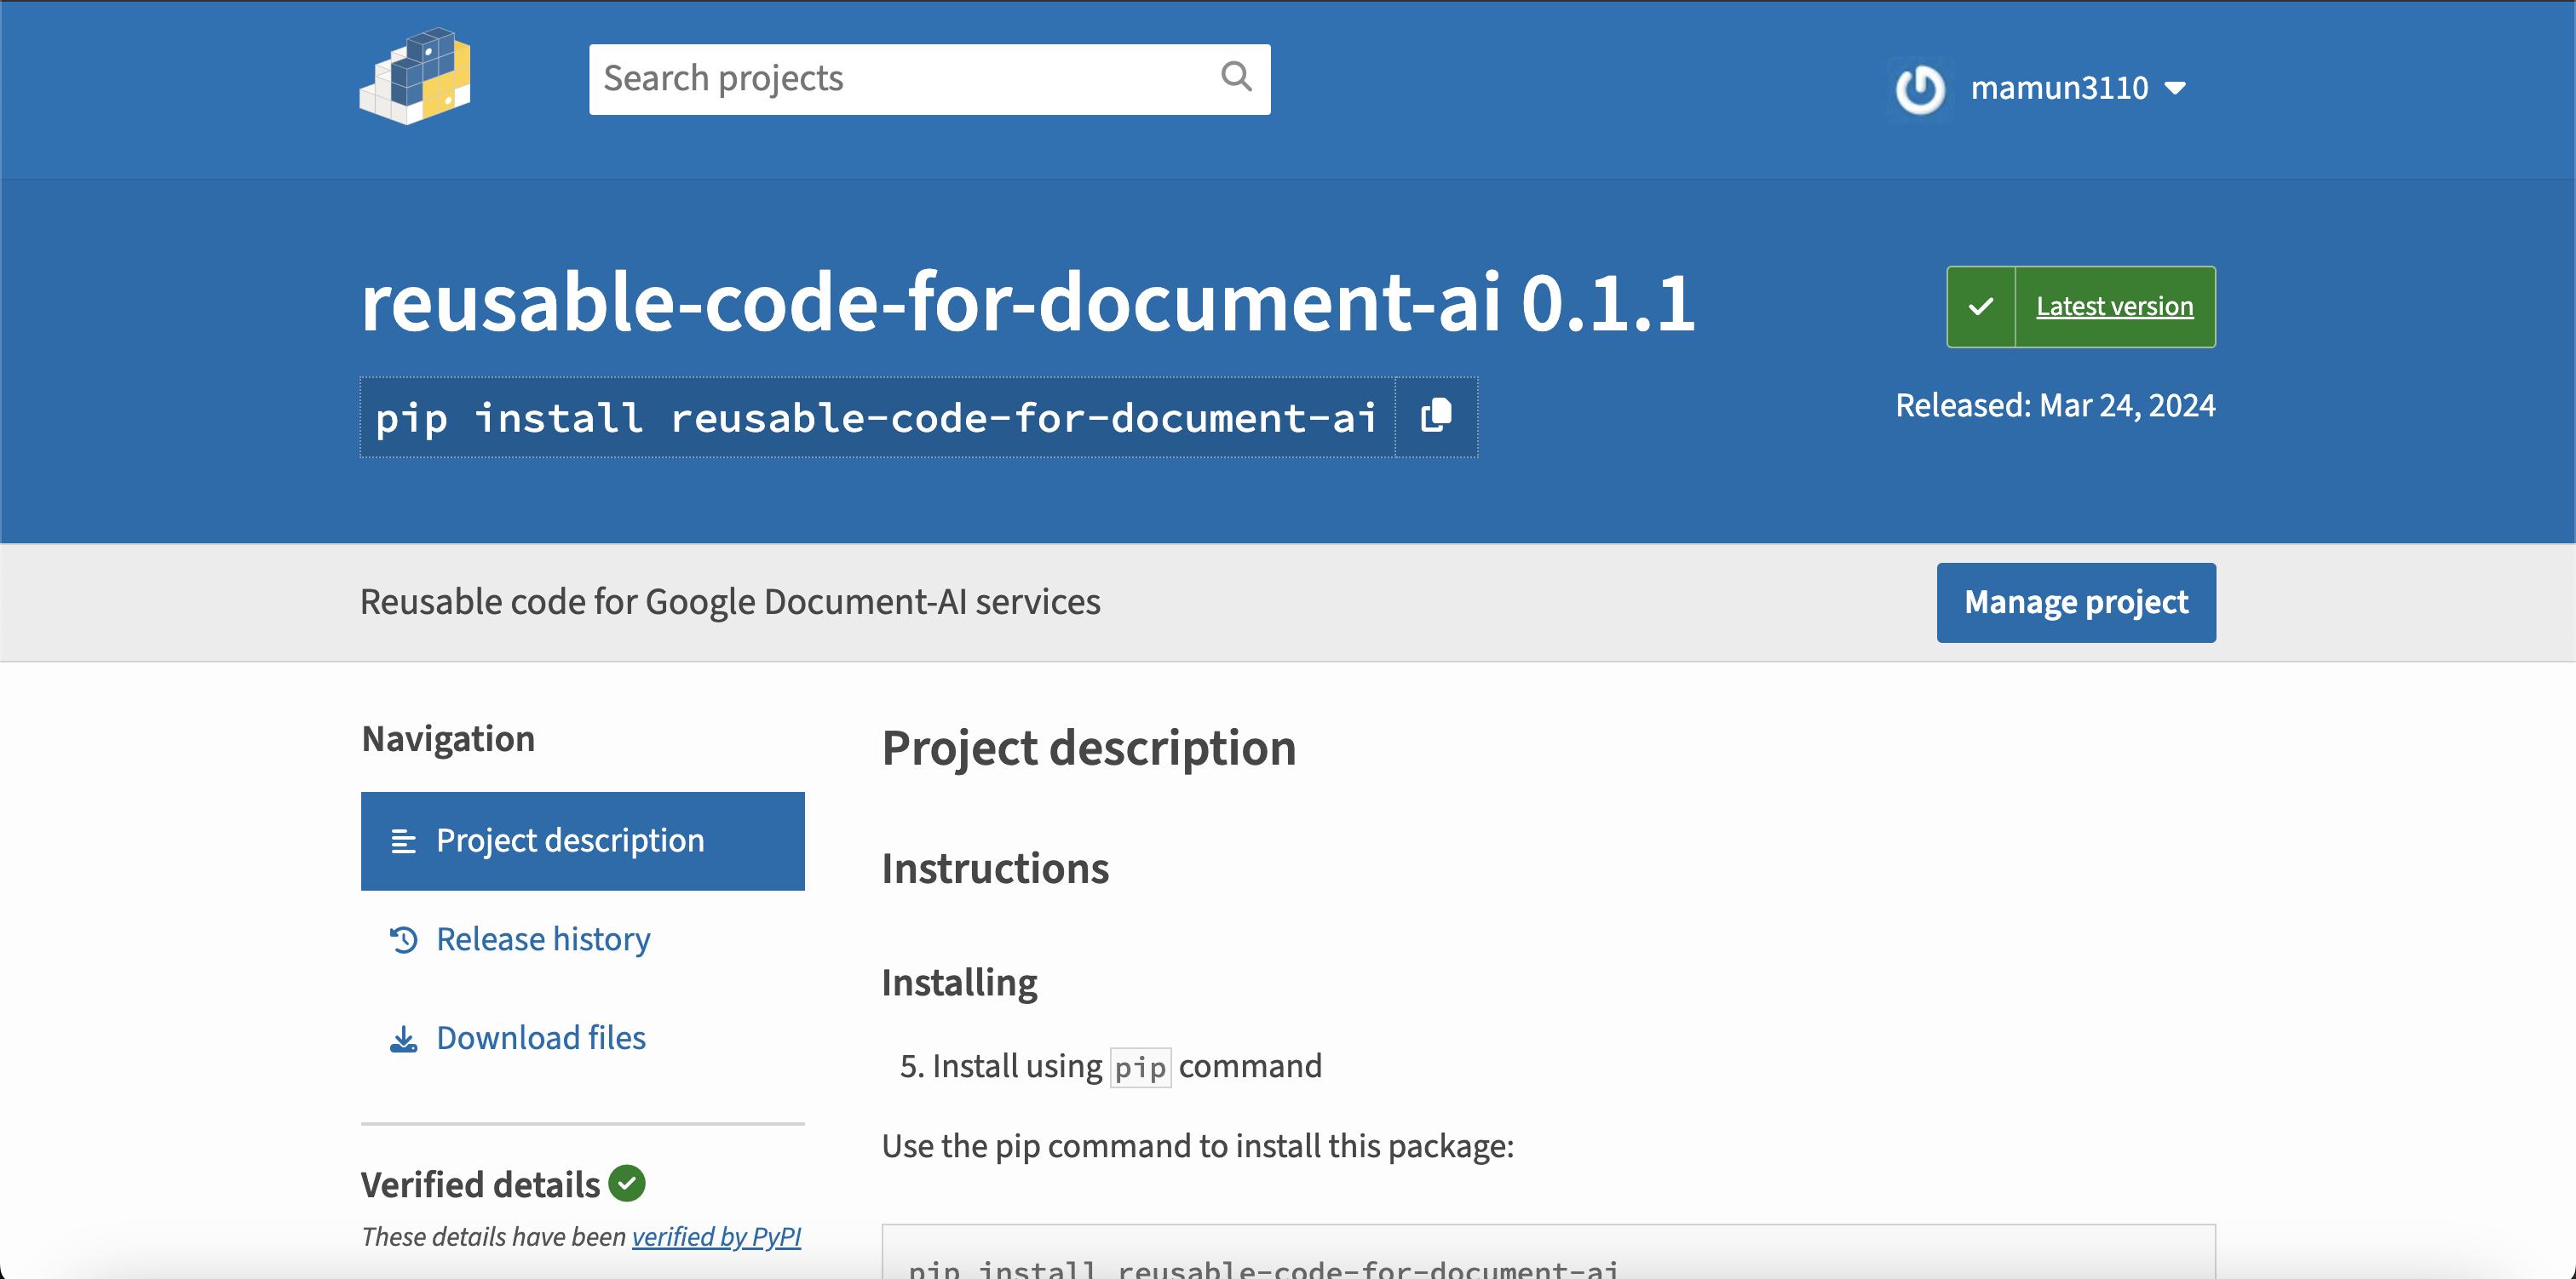 Search projects
mamun3110
reusable-code-for-document-ai 0.1.1
Latest version
pip install reusable-code-for-document-ai
Released: Mar 24, 2024
Reusable code for Google Document-AI services
Manage project
Navigation
Project description
Release history
Download files
Verified details
These details have been verified by PyPI
Project description
Instructions
Installing
5. Install using pip command
Use the pip command to install this package:
pip install reusable-code-for-document-ai